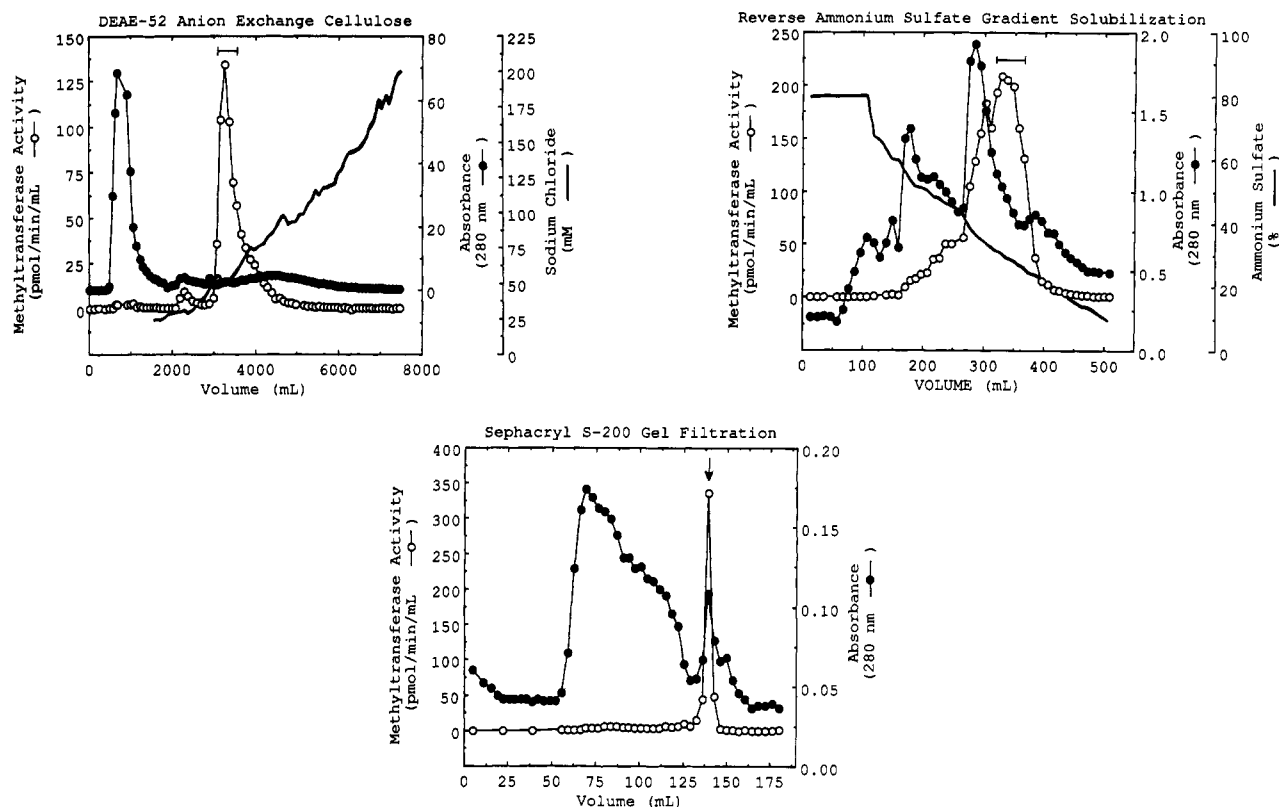 DEAE-52 Anion Exchange Cellulose
Methyltransferase Activity
(pmol/min/mL —○—)
150
125
100
75
50
25
0
0 2000 4000 6000 8000
Volume (mL)
80
60
40
20
0
Absorbance
(280 nm —●—)
225
200
175
150
125
100
75
50
25
0
Sodium Chloride
(mM ——)
Reverse Ammonium Sulfate Gradient Solubilization
Methyltransferase Activity
(pmol/min/mL —○—)
250
200
150
100
50
0
0 100 200 300 400 500
VOLUME (mL)
2.0
1.5
1.0
0.5
0.0
Absorbance
(280 nm —●—)
100
80
60
40
20
0
Ammonium Sulfate
(% ——)
Sephacryl S-200 Gel Filtration
Methyltransferase Activity
(pmol/min/mL —○—)
400
350
300
250
200
150
100
50
0
0 25 50 75 100 125 150 175
Volume (mL)
0.20
0.15
0.10
0.05
0.00
Absorbance
(280 nm —●—)